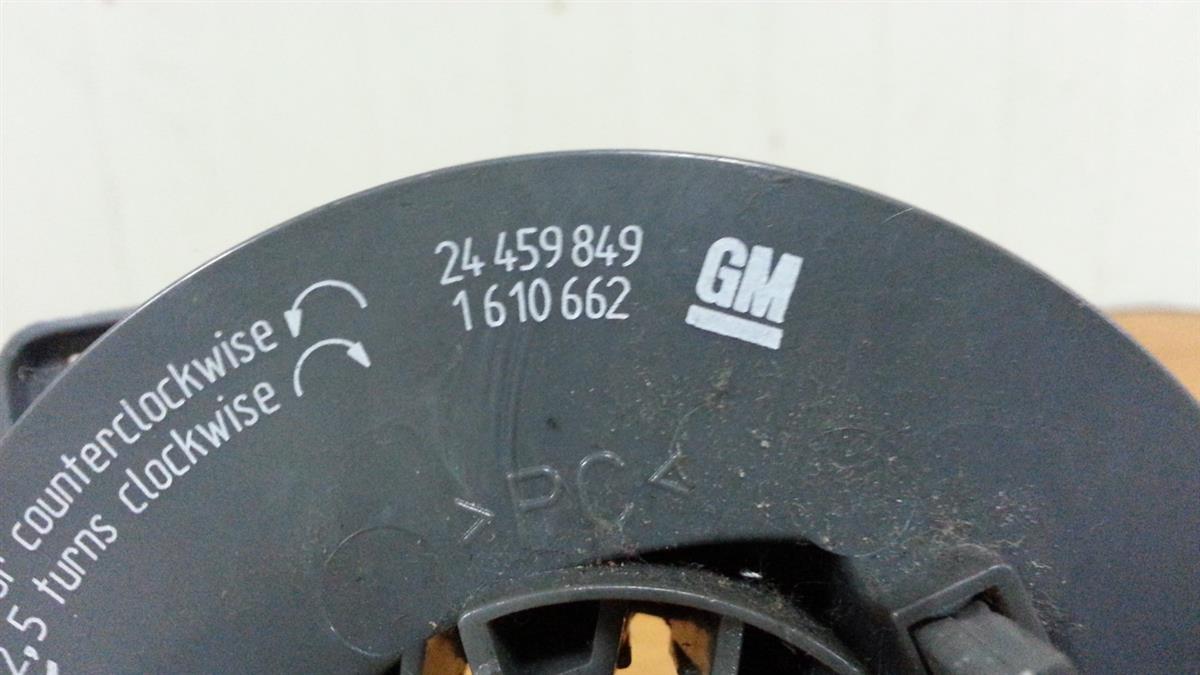 24 459 849
1 610 662
GM
counterclockwise
2,5 turns clockwise
>PC<